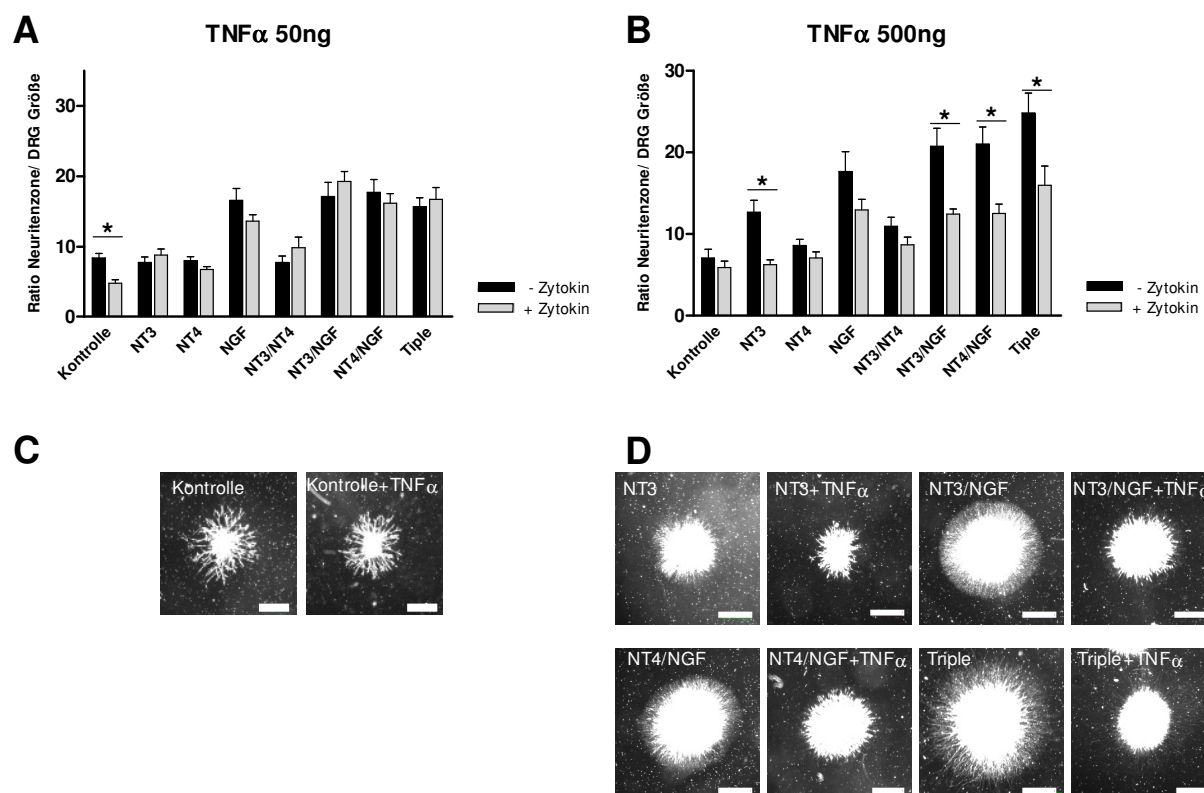 A
TNFα 50ng
Ratio Neuritenzone/ DRG Größe
30
20
10
0
*
Kontrolle
NT3
NT4
NGF
NT3/NT4
NT3/NGF
NT4/NGF
Tiple
- Zytokin
+ Zytokin
B
TNFα 500ng
Ratio Neuritenzone/ DRG Größe
30
20
10
0
*
*
*
*
Kontrolle
NT3
NT4
NGF
NT3/NT4
NT3/NGF
NT4/NGF
Tiple
- Zytokin
+ Zytokin
C
Kontrolle
Kontrolle+TNFα
D
NT3
NT3+TNFα
NT3/NGF
NT3/NGF+TNFα
NT4/NGF
NT4/NGF+TNFα
Triple
Triple+TNFα